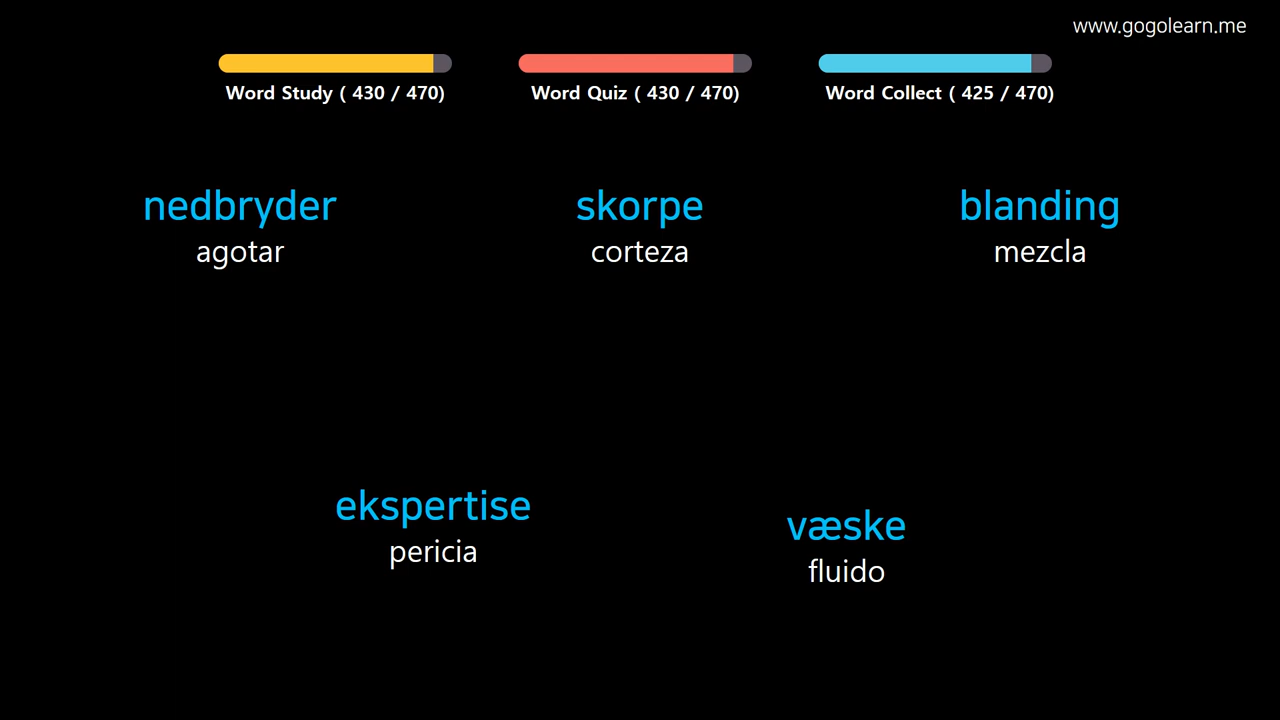 www.gogolearn.me
Word Study ( 430 / 470)
Word Quiz ( 430 / 470)
Word Collect ( 425 / 470)
nedbryder
agotar
skorpe
corteza
blanding
mezcla
ekspertise
pericia
væske
fluido